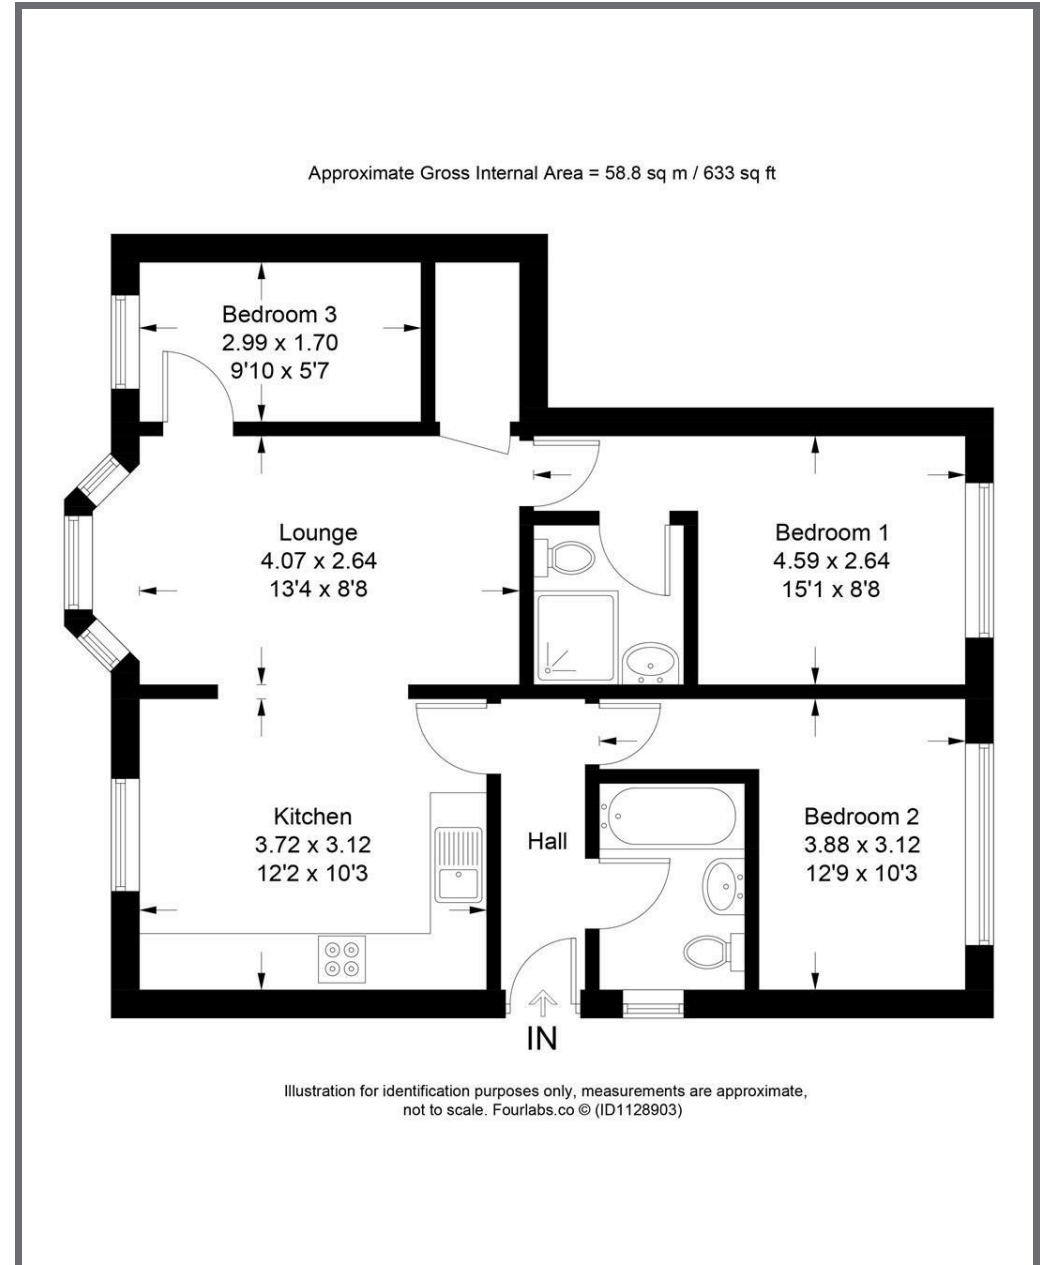 Approximate Gross Internal Area = 58.8 sq m / 633 sq ft
Bedroom 3
2.99 x 1.70
9'10 x 5'7
Lounge
4.07 x 2.64
13'4 x 8'8
Bedroom 1
4.59 x 2.64
15'1 x 8'8
Kitchen
3.72 x 3.12
12'2 x 10'3
Hall
Bedroom 2
3.88 x 3.12
12'9 x 10'3
IN
Illustration for identification purposes only, measurements are approximate,
not to scale. Fourlabs.co © (ID1128903)